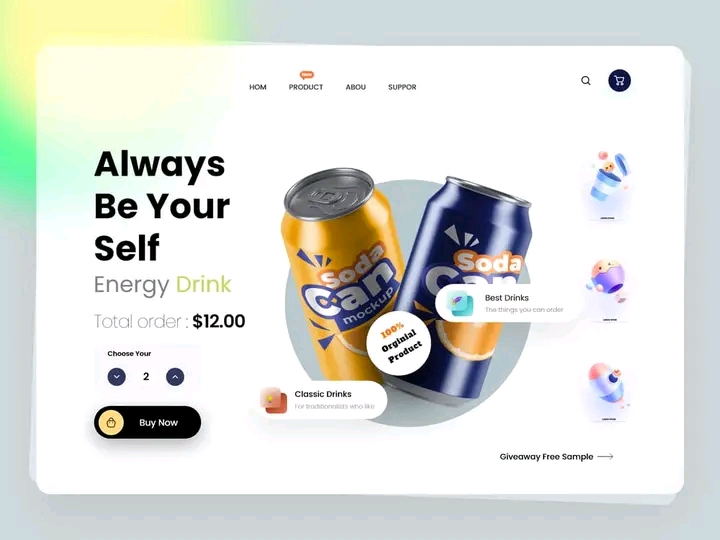 New
HOM PRODUCT ABOU SUPPOR
Always
Be Your
Self
Energy Drink
Total order : $12.00
Choose Your
2
Buy Now
Soda
Can
mockup
Soda
Can
100%
Orginial
Product
Best Drinks
The things you can order
Classic Drinks
For traditionalists who like
Giveaway Free Sample